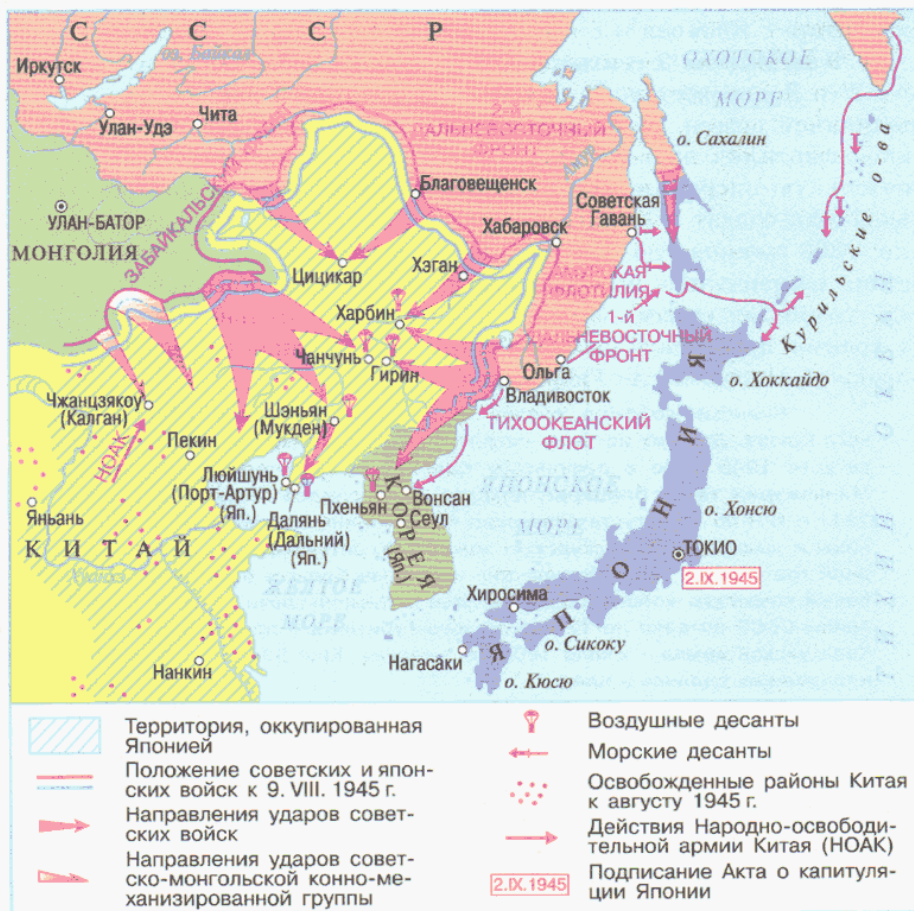 С С С Р
оз. Байкал
Иркутск
Улан-Удэ
Чита
ОХОТСКОЕ
МОРЕ
о. Сахалин
2-й
ДАЛЬНЕВОСТОЧНЫЙ
ФРОНТ
Амур
ЗАБАЙКАЛЬСКИЙ ФРОНТ
Благовещенск
Советская
Гавань
Хабаровск
УЛАН-БАТОР
МОНГОЛИЯ
Цицикар
Хэган
АМУРСКАЯ
ФЛОТИЛИЯ
Курильские о-ва
Харбин
1-й
ДАЛЬНЕВОСТОЧНЫЙ
ФРОНТ
Чанчунь
Гирин
Ольга
Владивосток
о. Хоккайдо
Чжанцзякоу
(Калган)
Шэньян
(Мукден)
ТИХООКЕАНСКИЙ
ФЛОТ
НОАК
Пекин
Люйшунь
(Порт-Артур)
(Яп.)
Далянь
(Дальний)
(Яп.)
Пхеньян
Вонсан
Сеул
КОРЕЯ
(Яп.)
ЯПОНСКОЕ
МОРЕ
о. Хонсю
Яньань
КИТАЙ
Хуанхэ
ЖЕЛТОЕ
МОРЕ
ТОКИО
2.IX.1945
Хиросима
ЯПОНИЯ
о. Сикоку
Нагасаки
о. Кюсю
Нанкин
Территория, оккупированная
Японией
Положение советских и япон-
ских войск к 9. VIII. 1945 г.
Направления ударов совет-
ских войск
Направления ударов совет-
ско-монгольской конно-ме-
ханизированной группы
Воздушные десанты
Морские десанты
Освобожденные районы Китая
к августу 1945 г.
Действия Народно-освободи-
тельной армии Китая (НОАК)
2.IX.1945
Подписание Акта о капитуля-
ции Японии